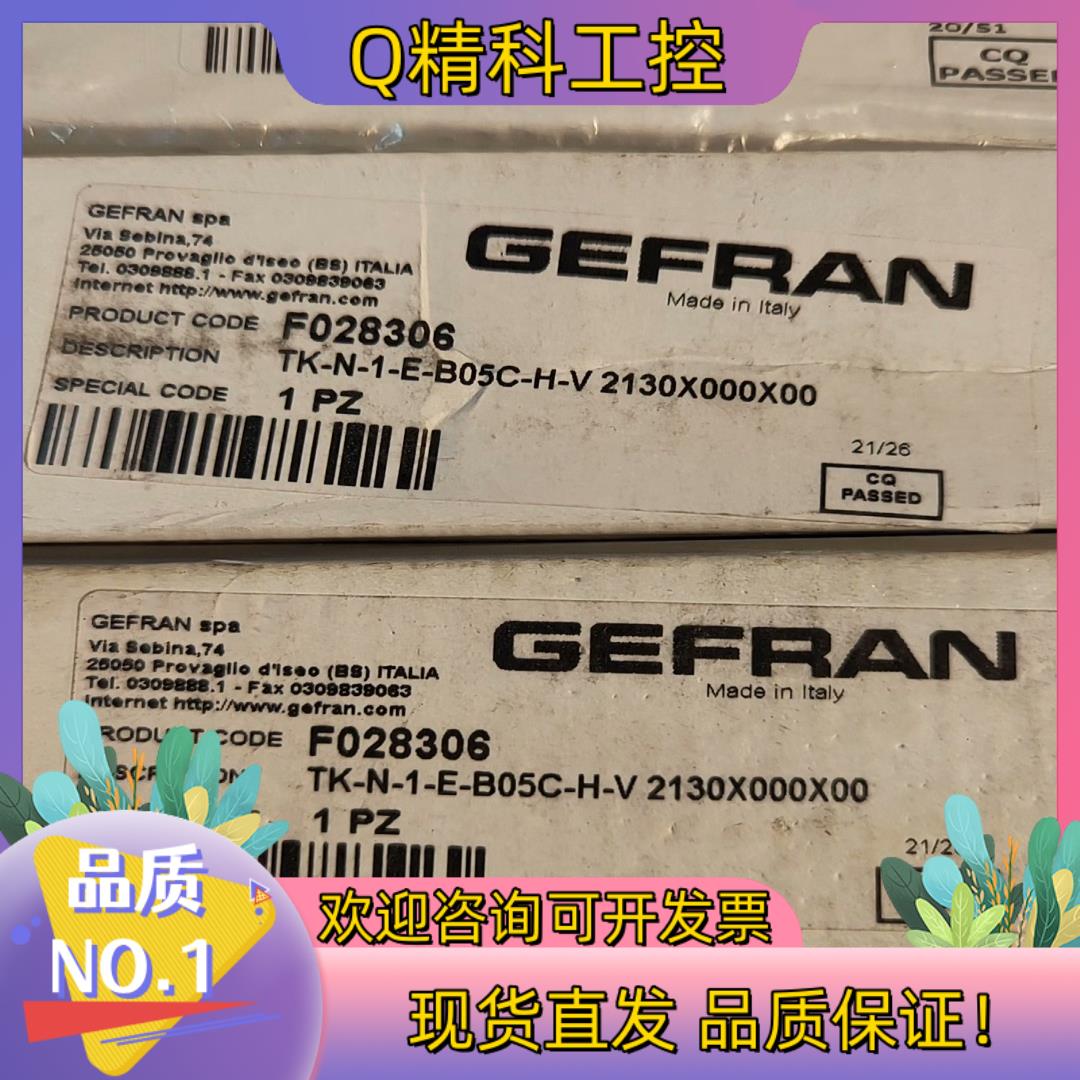 Q精科工控
20/51
CQ
GEFRAN spa
Via Sebina,74
25050 Provaglio d'Iseo (BS) ITALIA
Tel. 0309888.1 - Fax 0309839063
Internet http://www.gefran.com
GEFRAN
Made in Italy
PRODUCT CODE F028306
DESCRIPTION TK-N-1-E-B05C-H-V 2130X000X00
SPECIAL CODE 1 PZ
21/26
CQ
PASSED
GEFRAN spa
Via Sebina,74
25050 Provaglio d'Iseo (BS) ITALIA
Tel. 0309888.1 - Fax 0309839063
Internet http://www.gefran.com
GEFRAN
Made in Italy
CODE F028306
TK-N-1-E-B05C-H-V 2130X000X00
1 PZ
品质
NO.1
欢迎咨询可开发票
现货直发 品质保证!